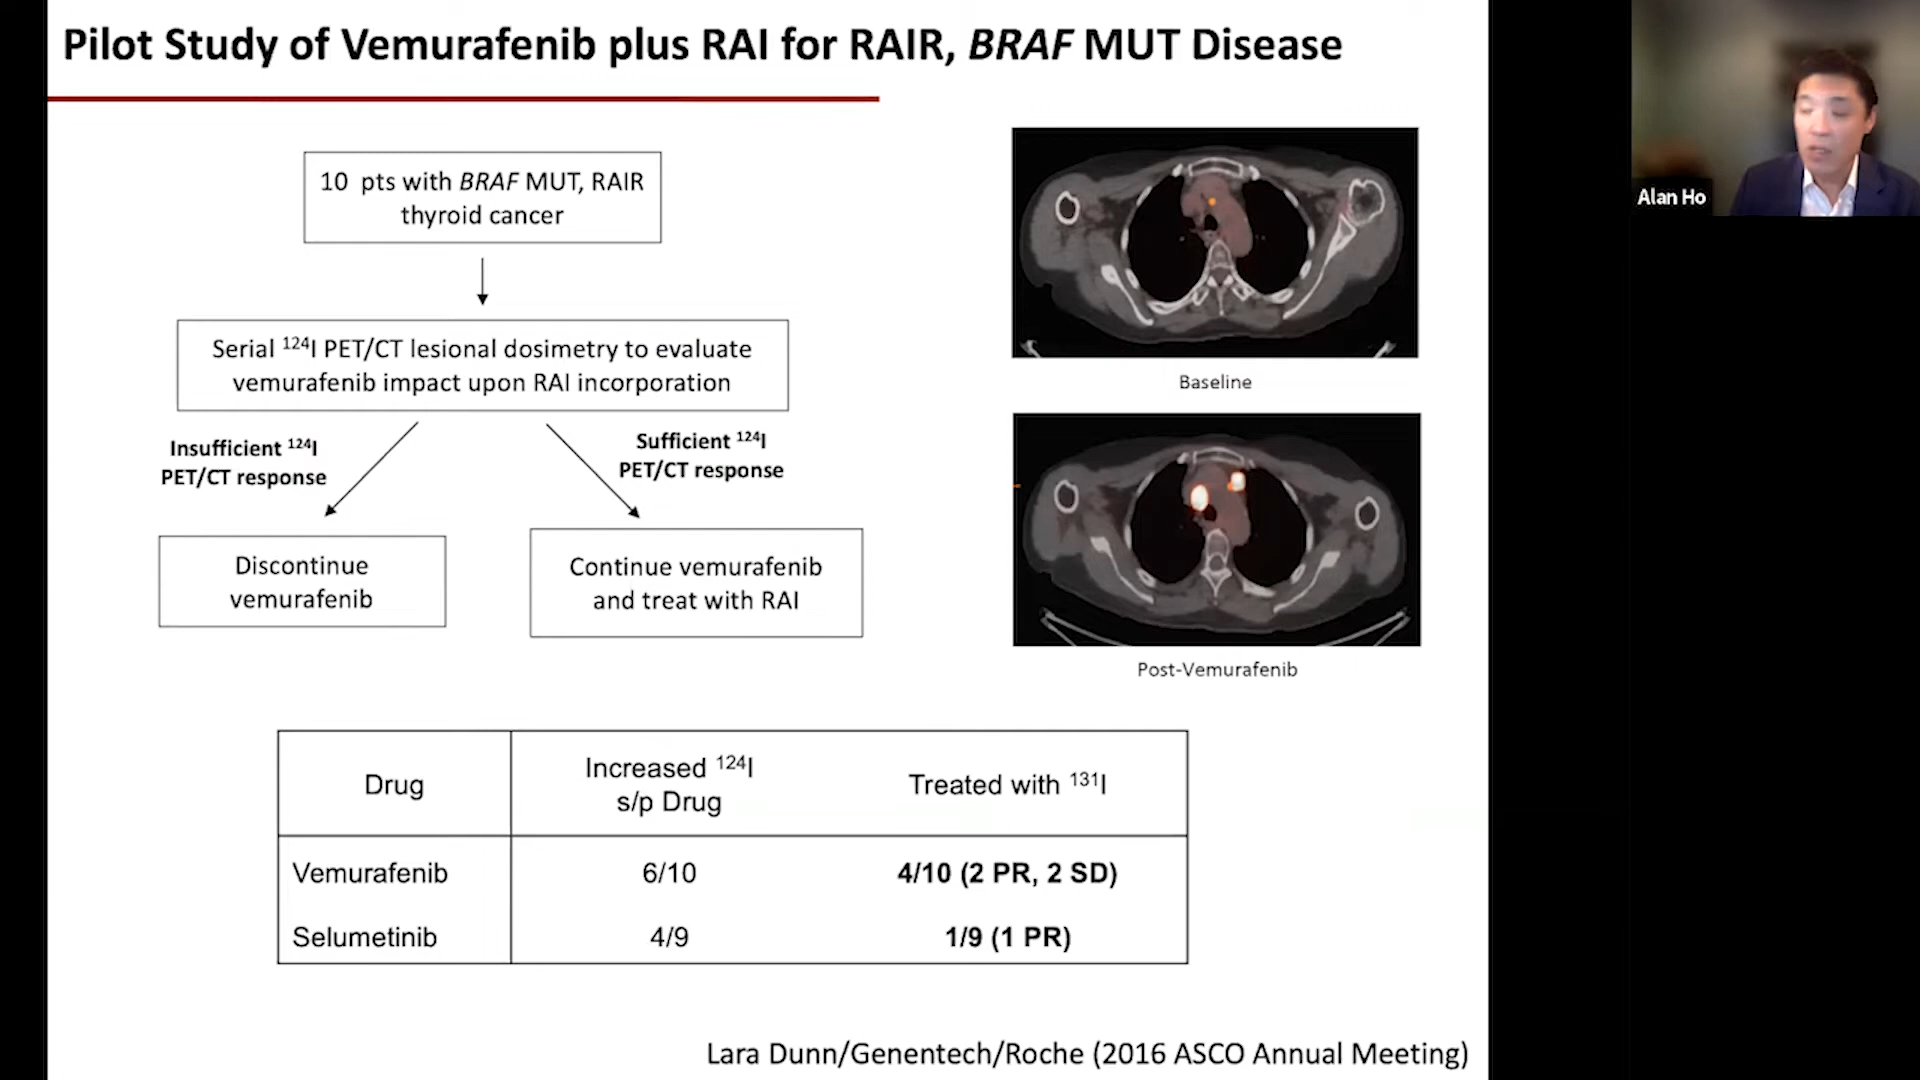 Pilot Study of Vemurafenib plus RAI for RAIR, BRAF MUT Disease
10 pts with BRAF MUT, RAIR
thyroid cancer
Serial ¹²⁴I PET/CT lesional dosimetry to evaluate
vemurafenib impact upon RAI incorporation
Insufficient ¹²⁴I
PET/CT response
Sufficient ¹²⁴I
PET/CT response
Discontinue
vemurafenib
Continue vemurafenib
and treat with RAI
Baseline
Post-Vemurafenib
Drug
Increased ¹²⁴I
s/p Drug
Treated with ¹³¹I
Vemurafenib 6/10 4/10 (2 PR, 2 SD)
Selumetinib 4/9 1/9 (1 PR)
Lara Dunn/Genentech/Roche (2016 ASCO Annual Meeting)
Alan Ho